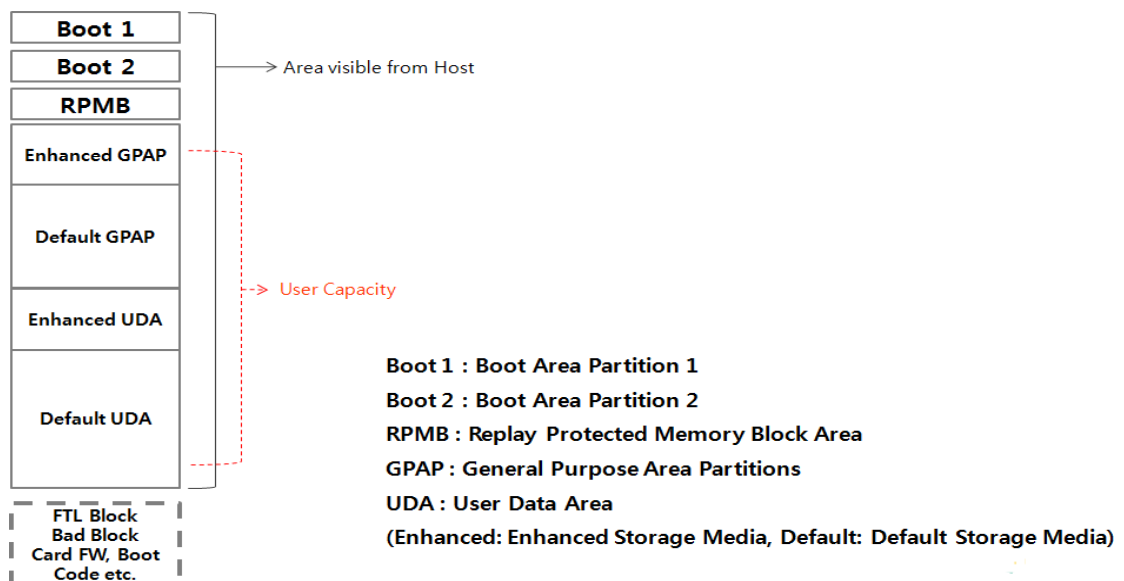 Boot 1
Boot 2
Area visible from Host
RPMB
Enhanced GPAP
Default GPAP
User Capacity
Enhanced UDA
Default UDA
Boot 1 : Boot Area Partition 1
Boot 2 : Boot Area Partition 2
RPMB : Replay Protected Memory Block Area
GPAP : General Purpose Area Partitions
UDA : User Data Area
(Enhanced: Enhanced Storage Media, Default: Default Storage Media)
FTL Block
Bad Block
Card FW, Boot
Code etc.